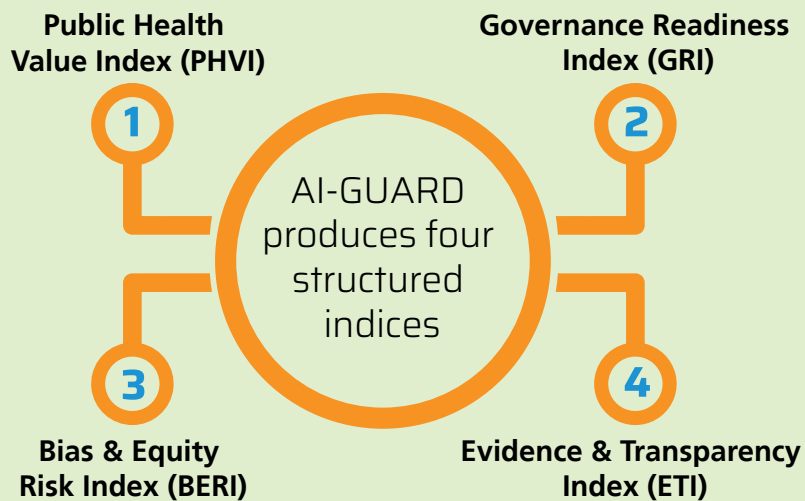 Public Health
Value Index (PHVI)
1
Governance Readiness
Index (GRI)
2
AI-GUARD
produces four
structured
indices
3
Bias & Equity
Risk Index (BERI)
4
Evidence & Transparency
Index (ETI)